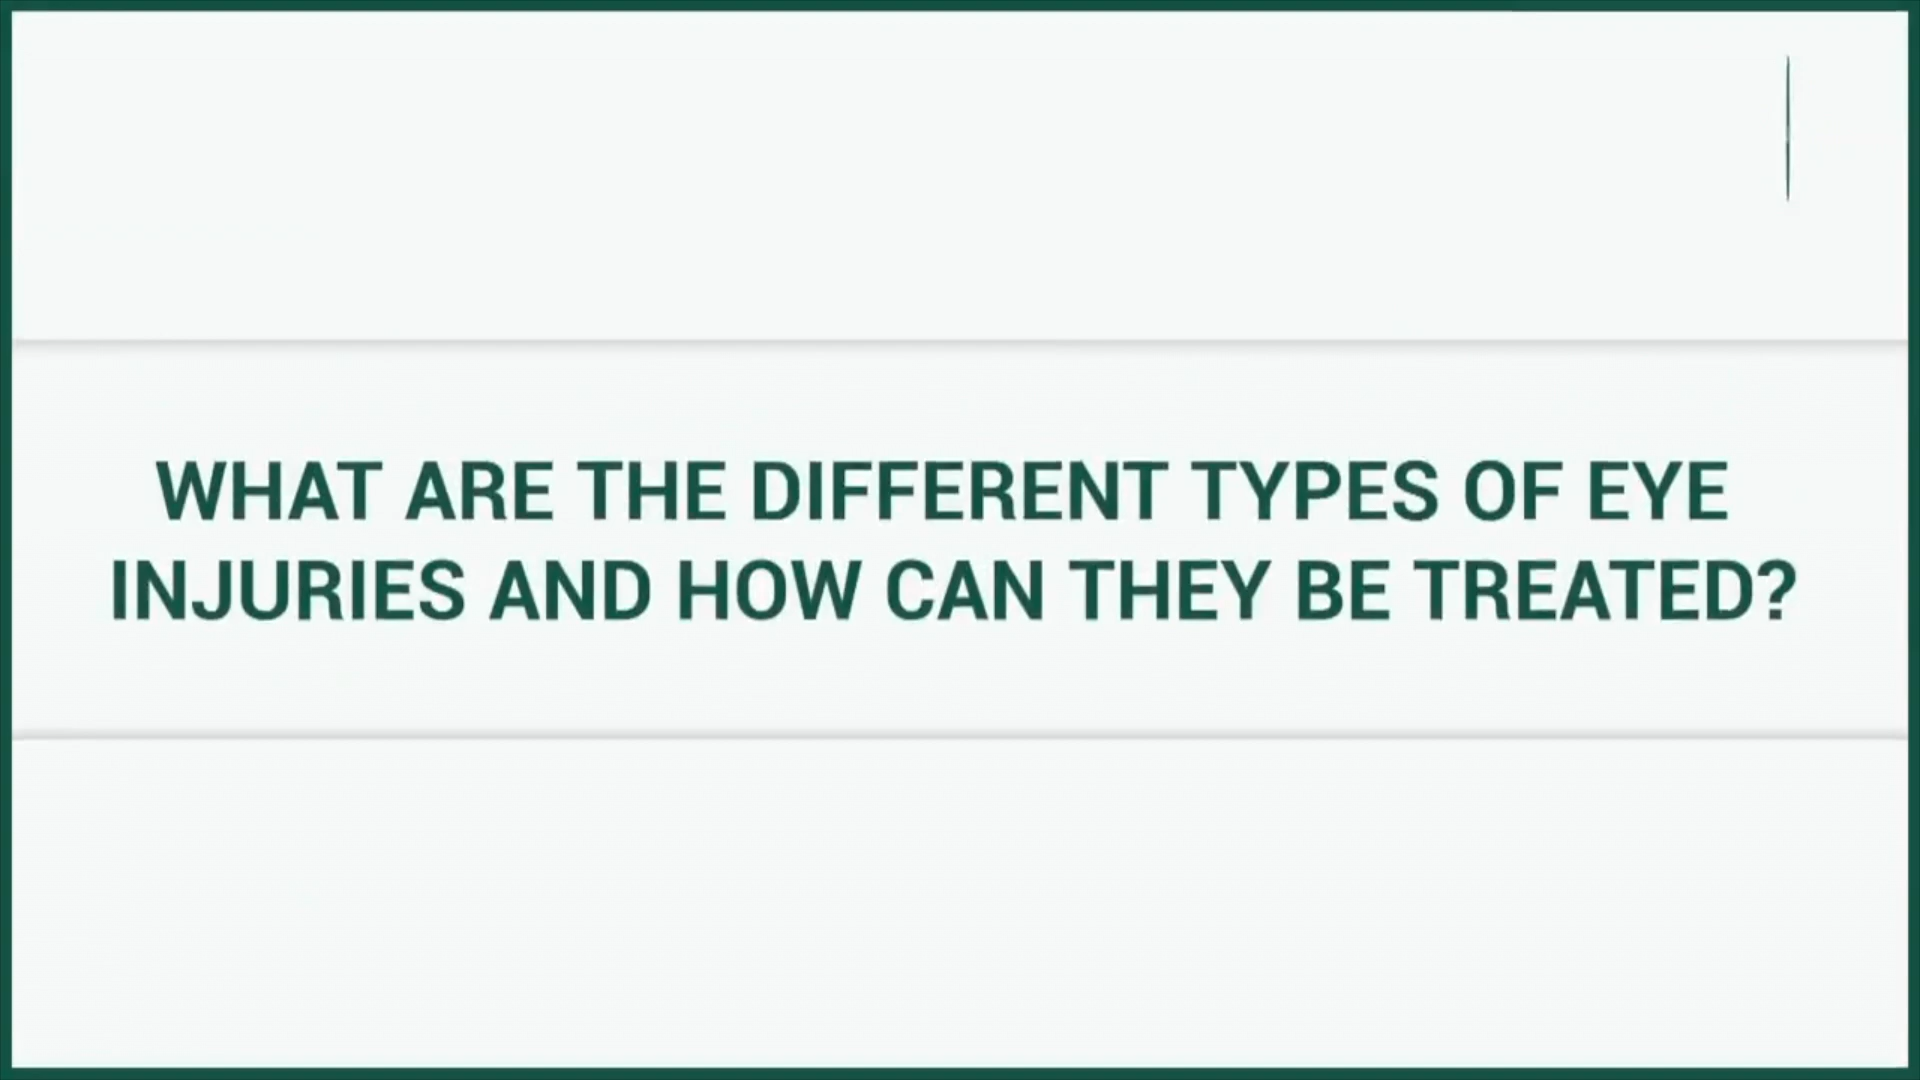 WHAT ARE THE DIFFERENT TYPES OF EYE
INJURIES AND HOW CAN THEY BE TREATED?